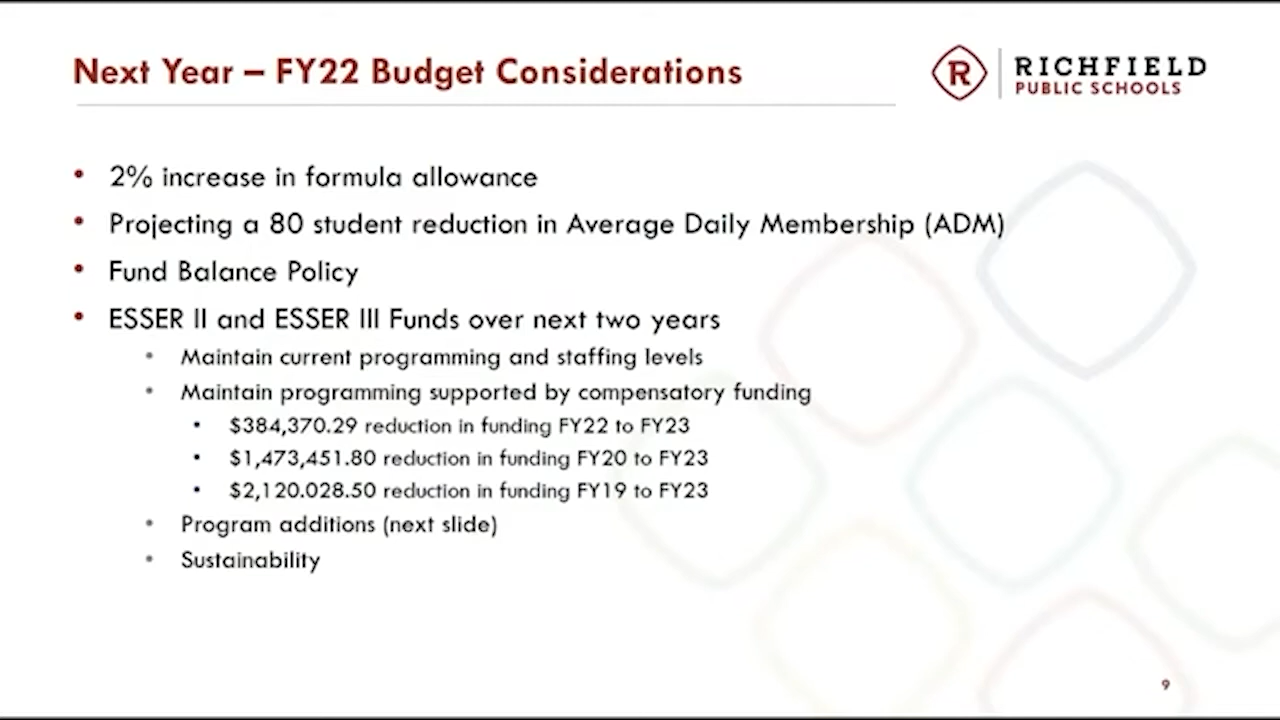 Next Year – FY22 Budget Considerations
R
RICHFIELD
PUBLIC SCHOOLS
• 2% increase in formula allowance
• Projecting a 80 student reduction in Average Daily Membership (ADM)
• Fund Balance Policy
• ESSER II and ESSER III Funds over next two years
• Maintain current programming and staffing levels
• Maintain programming supported by compensatory funding
• $384,370.29 reduction in funding FY22 to FY23
• $1,473,451.80 reduction in funding FY20 to FY23
• $2,120.028.50 reduction in funding FY19 to FY23
• Program additions (next slide)
• Sustainability
9